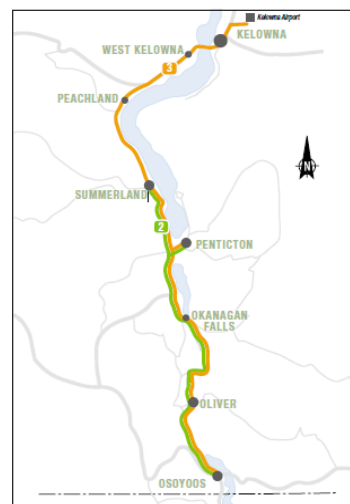 Kelowna Airport
KELOWNA
WEST KELOWNA
3
PEACHLAND
N
SUMMERLAND
2
PENTICTON
OKANAGAN
FALLS
OLIVER
OSOYOOS